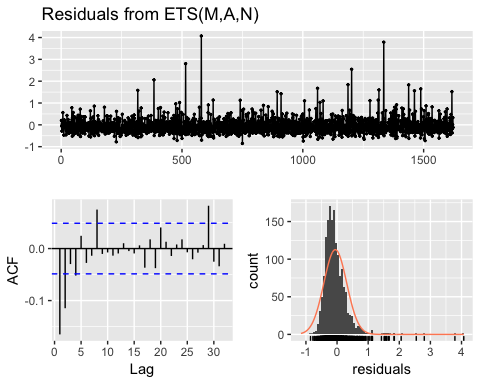 Residuals from ETS(M,A,N)
4
3
2
1
0
-1
0 500 1000 1500
ACF
0.0
-0.1
0 5 10 15 20 25 30
Lag
count
150
100
50
0
-1 0 1 2 3 4
residuals